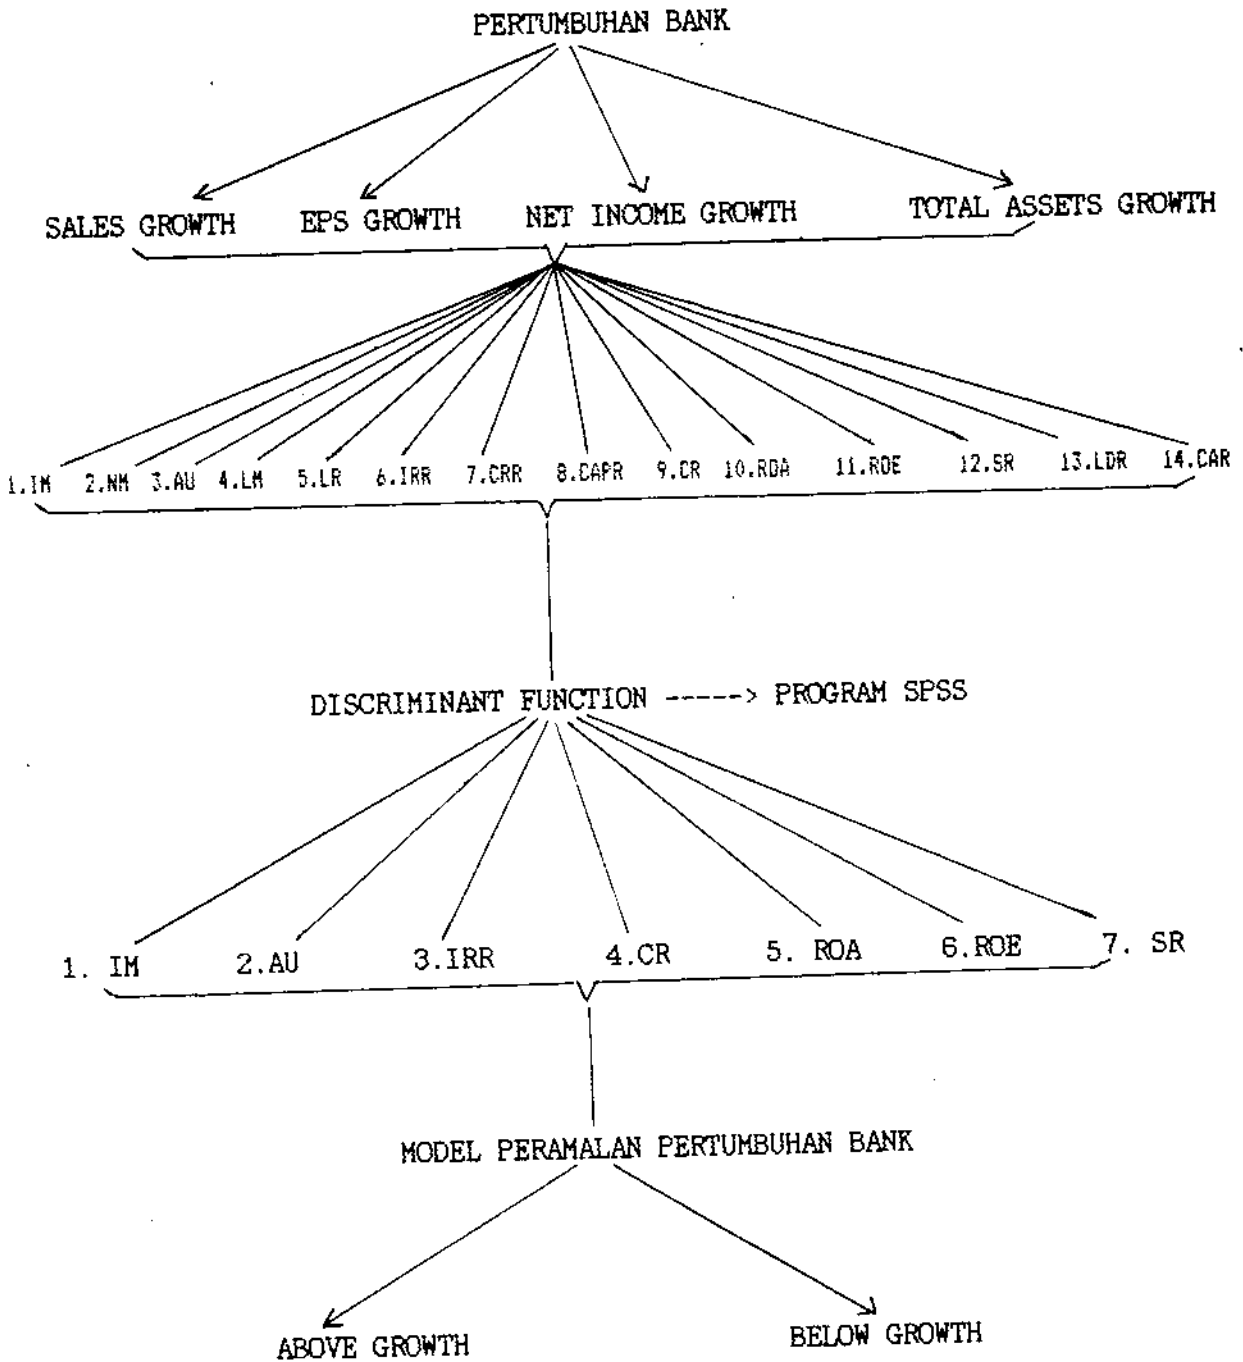 PERTUMBUHAN BANK
SALES GROWTH EPS GROWTH NET INCOME GROWTH TOTAL ASSETS GROWTH
1.IM 2.NM 3.AU 4.LM 5.LR 6.IRR 7.CRR 8.CAPR 9.CR 10.ROA 11.ROE 12.SR 13.LDR 14.CAR
DISCRIMINANT FUNCTION -----> PROGRAM SPSS
1. IM 2.AU 3.IRR 4.CR 5. ROA 6.ROE 7. SR
MODEL PERAMALAN PERTUMBUHAN BANK
ABOVE GROWTH BELOW GROWTH